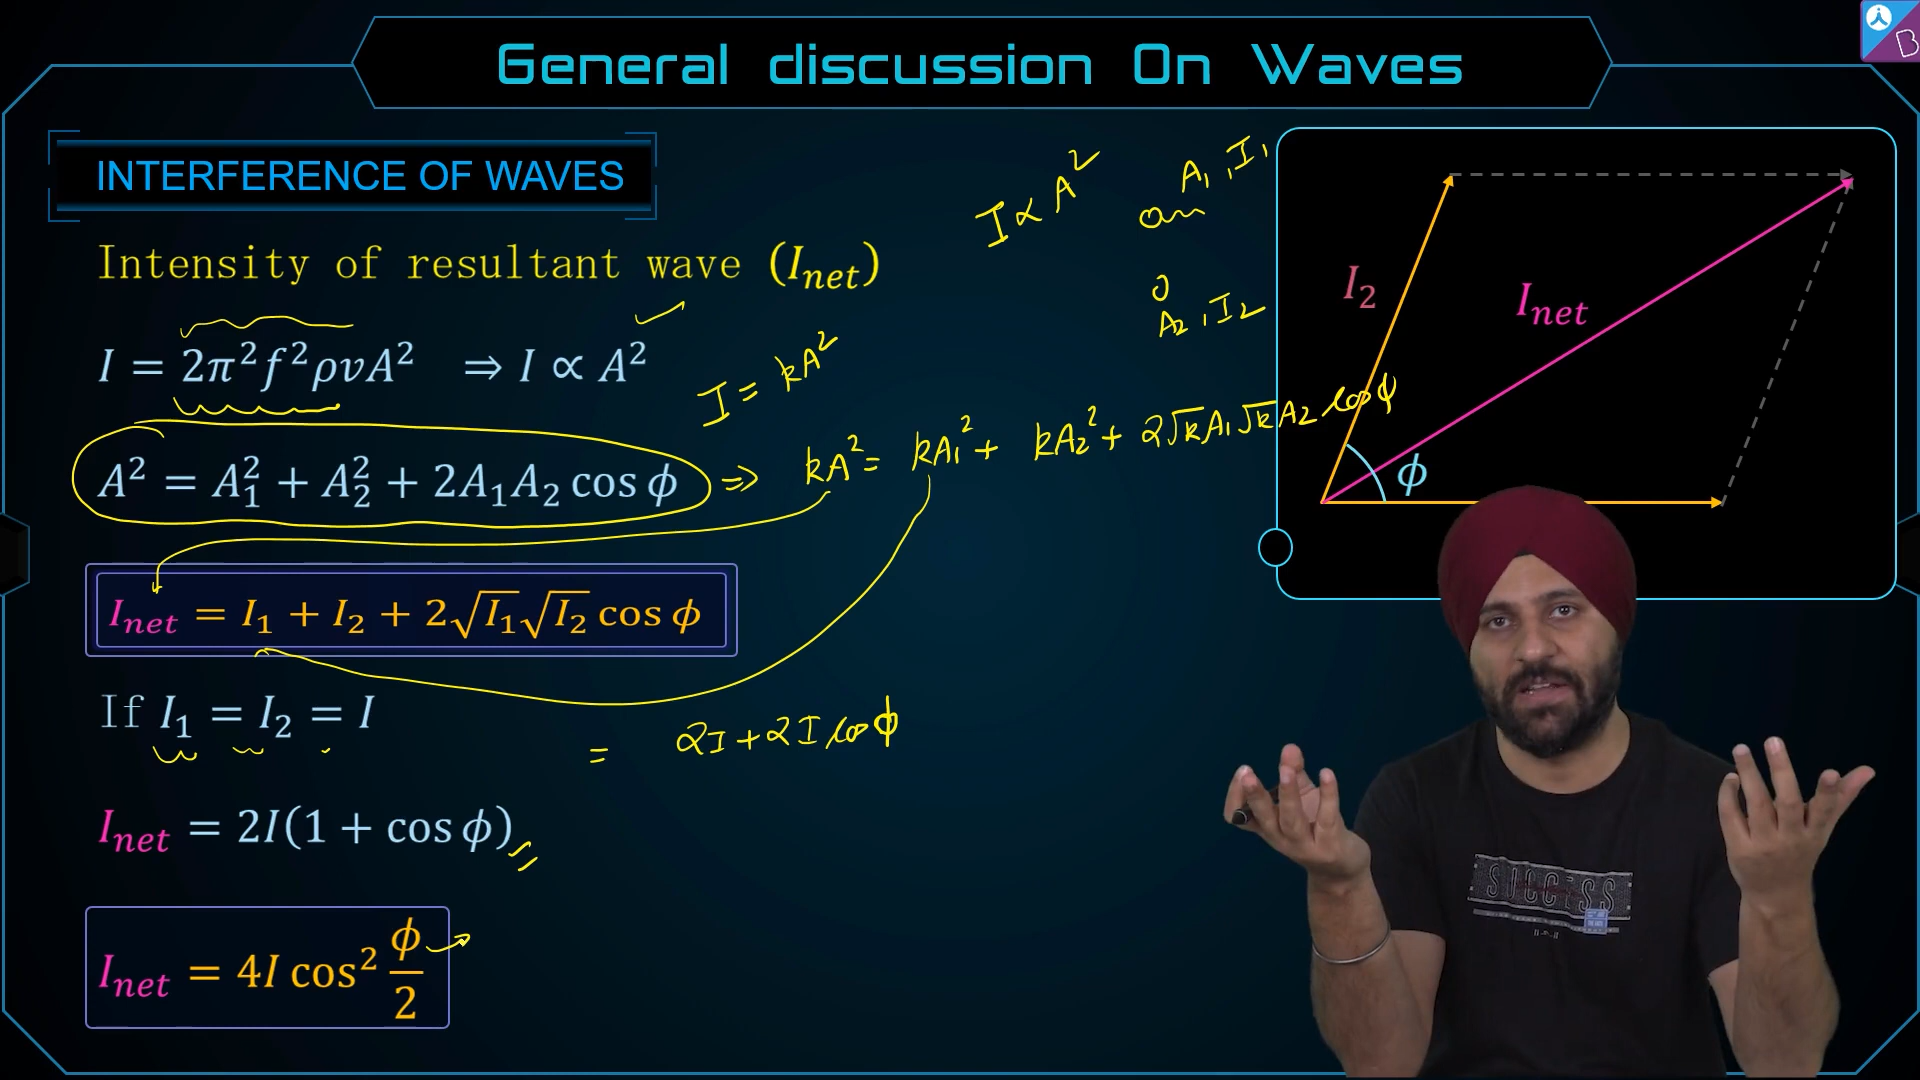 General discussion On Waves
B
INTERFERENCE OF WAVES
Intensity of resultant wave (I_net)
I ∝ A²
A₁, I₁
A₂, I₂
I = 2π²f²ρvA² ⇒ I ∝ A²
I = kA²
A² = A₁² + A₂² + 2A₁A₂ cos ϕ ⇒ kA² = kA₁² + kA₂² + 2√k A₁ √k A₂ cos ϕ
I_net = I₁ + I₂ + 2√I₁√I₂ cos ϕ
If I₁ = I₂ = I
= 2I + 2I cos ϕ
I_net = 2I(1 + cos ϕ)
I_net = 4I cos² ϕ/2
I₂
I_net
ϕ
SUCCESS